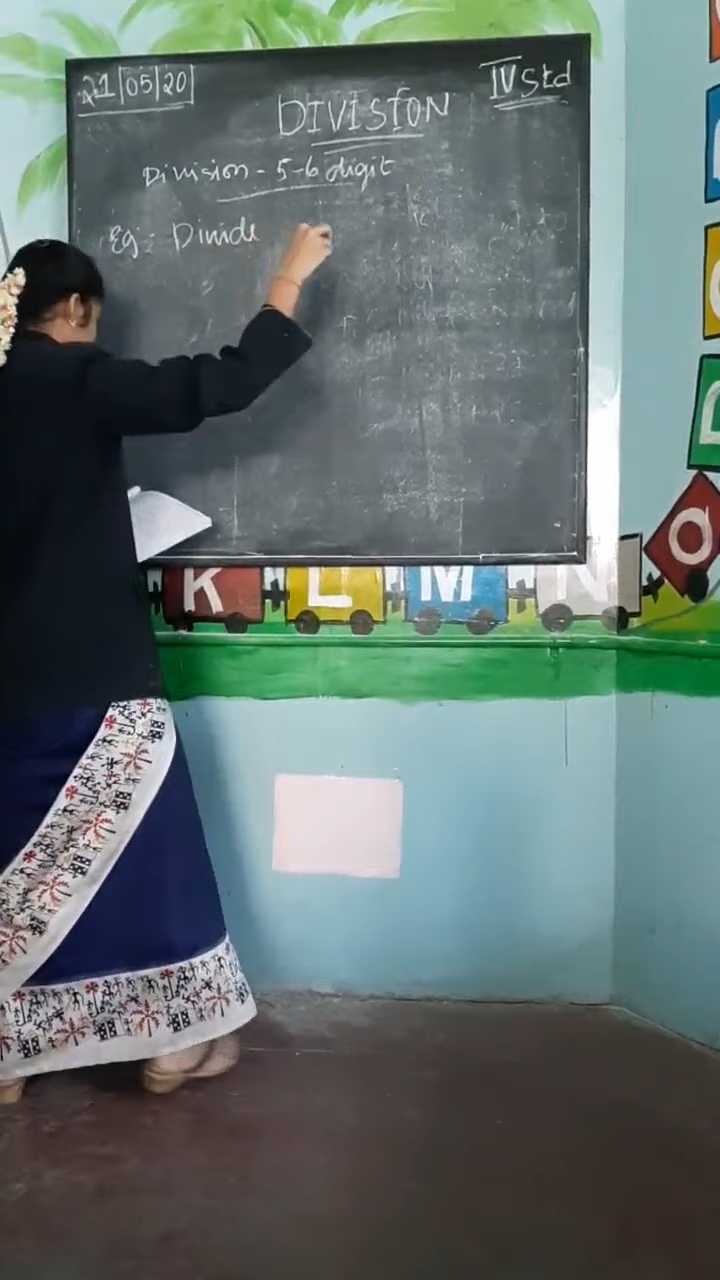 21|05|20
IV Std
DIVISION
Division - 5-6 digit
Eg : Divide
K L M N O